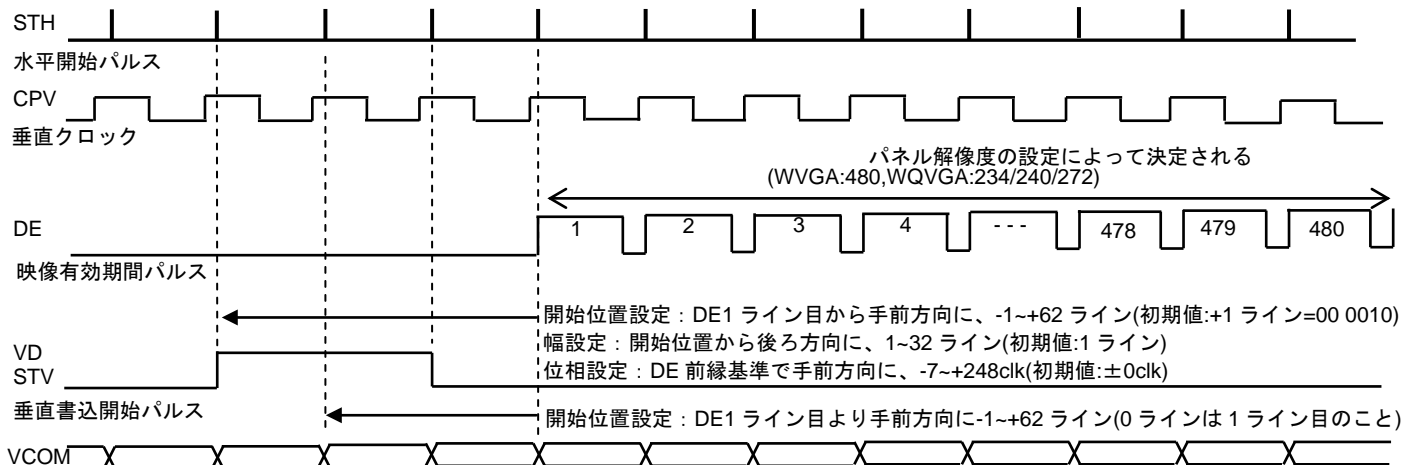 STH
水平開始パルス
CPV
垂直クロック
パネル解像度の設定によって決定される
(WVGA:480,WQVGA:234/240/272)
DE
1 2 3 4 - - - 478 479 480
映像有効期間パルス
開始位置設定：DE1 ライン目から手前方向に、-1~+62 ライン(初期値:+1 ライン=00 0010)
VD
幅設定：開始位置から後ろ方向に、1~32 ライン(初期値:1 ライン)
STV
位相設定：DE 前縁基準で手前方向に、-7~+248clk(初期値:±0clk)
垂直書込開始パルス
開始位置設定：DE1 ライン目より手前方向に-1~+62 ライン(0 ラインは 1 ライン目のこと)
VCOM